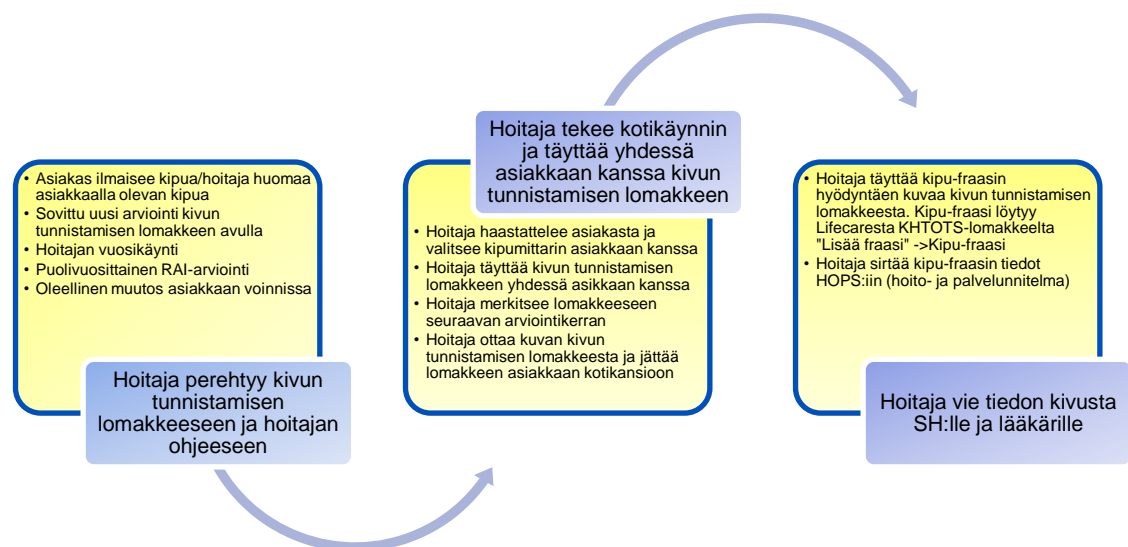 • Asiakas ilmaisee kipua/hoitaja huomaa
asiakkaalla olevan kipua
• Sovittu uusi arviointi kivun
tunnistamisen lomakkeen avulla
• Hoitajan vuosikäynti
• Puolivuosittainen RAI-arviointi
• Oleellinen muutos asiakkaan voinnissa
Hoitaja perehtyy kivun
tunnistamisen
lomakkeeseen ja hoitajan
ohjeeseen
Hoitaja tekee kotikäynnin
ja täyttää yhdessä
asiakkaan kanssa kivun
tunnistamisen lomakkeen
• Hoitaja haastattelee asiakasta ja
valitsee kipumittarin asiakkaan kanssa
• Hoitaja täyttää kivun tunnistamisen
lomakkeen yhdessä asikkaan kanssa
• Hoitaja merkitsee lomakkeeseen
seuraavan arviointikerran
• Hoitaja ottaa kuvan kivun
tunnistamisen lomakkeesta ja jättää
lomakkeen asiakkaan kotikansioon
• Hoitaja täyttää kipu-fraasin
hyödyntäen kuvaa kivun tunnistamisen
lomakkeesta. Kipu-fraasi löytyy
Lifecaresta KHTOTS-lomakkeelta
"Lisää fraasi" ->Kipu-fraasi
• Hoitaja sirtää kipu-fraasin tiedot
HOPS:iin (hoito- ja palvelunnitelma)
Hoitaja vie tiedon kivusta
SH:lle ja lääkärille